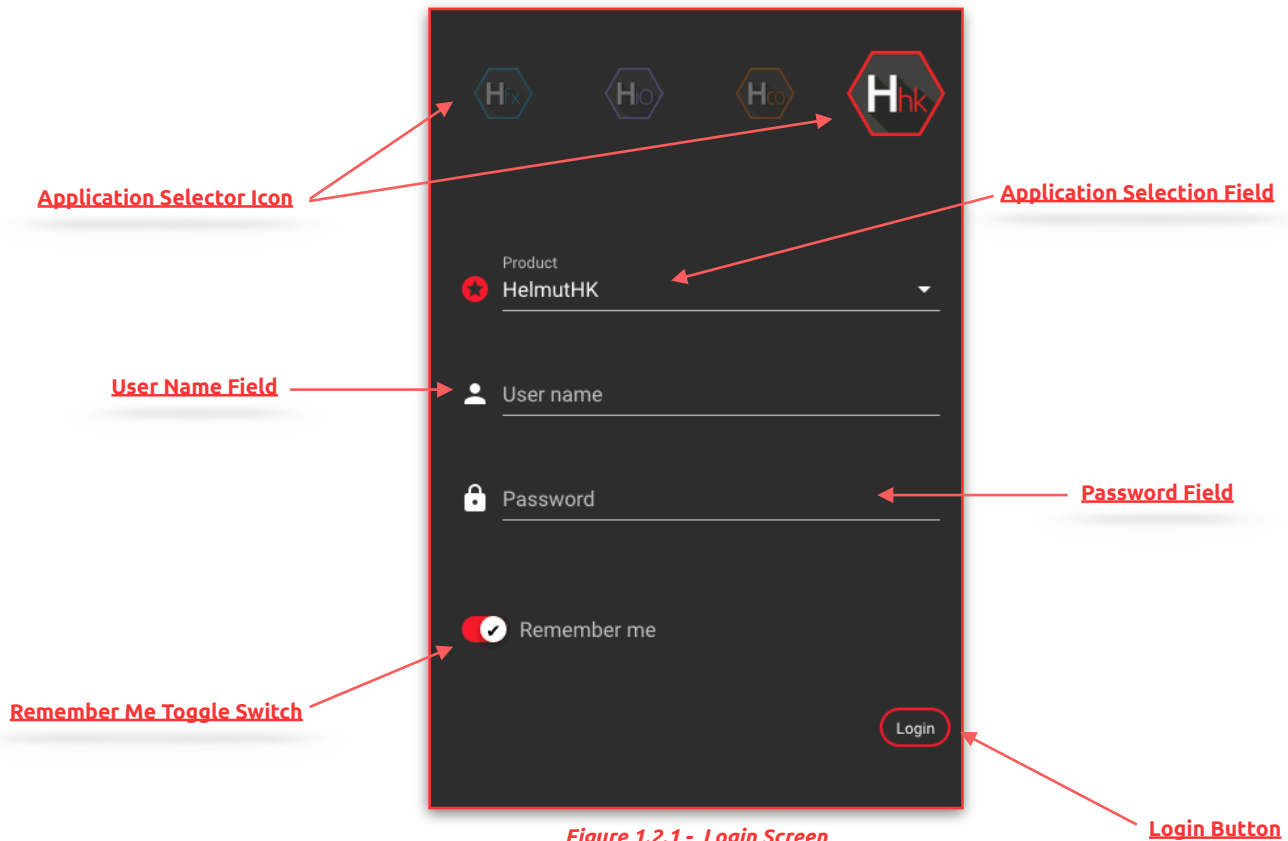 Hfx
HIO
Hco
Hhk
Application Selector Icon
Application Selection Field
Product
HelmutHK
User Name Field
User name
Password
Password Field
Remember me
Remember Me Toggle Switch
Login
Login Button
Figure 1.2.1 - Login Screen